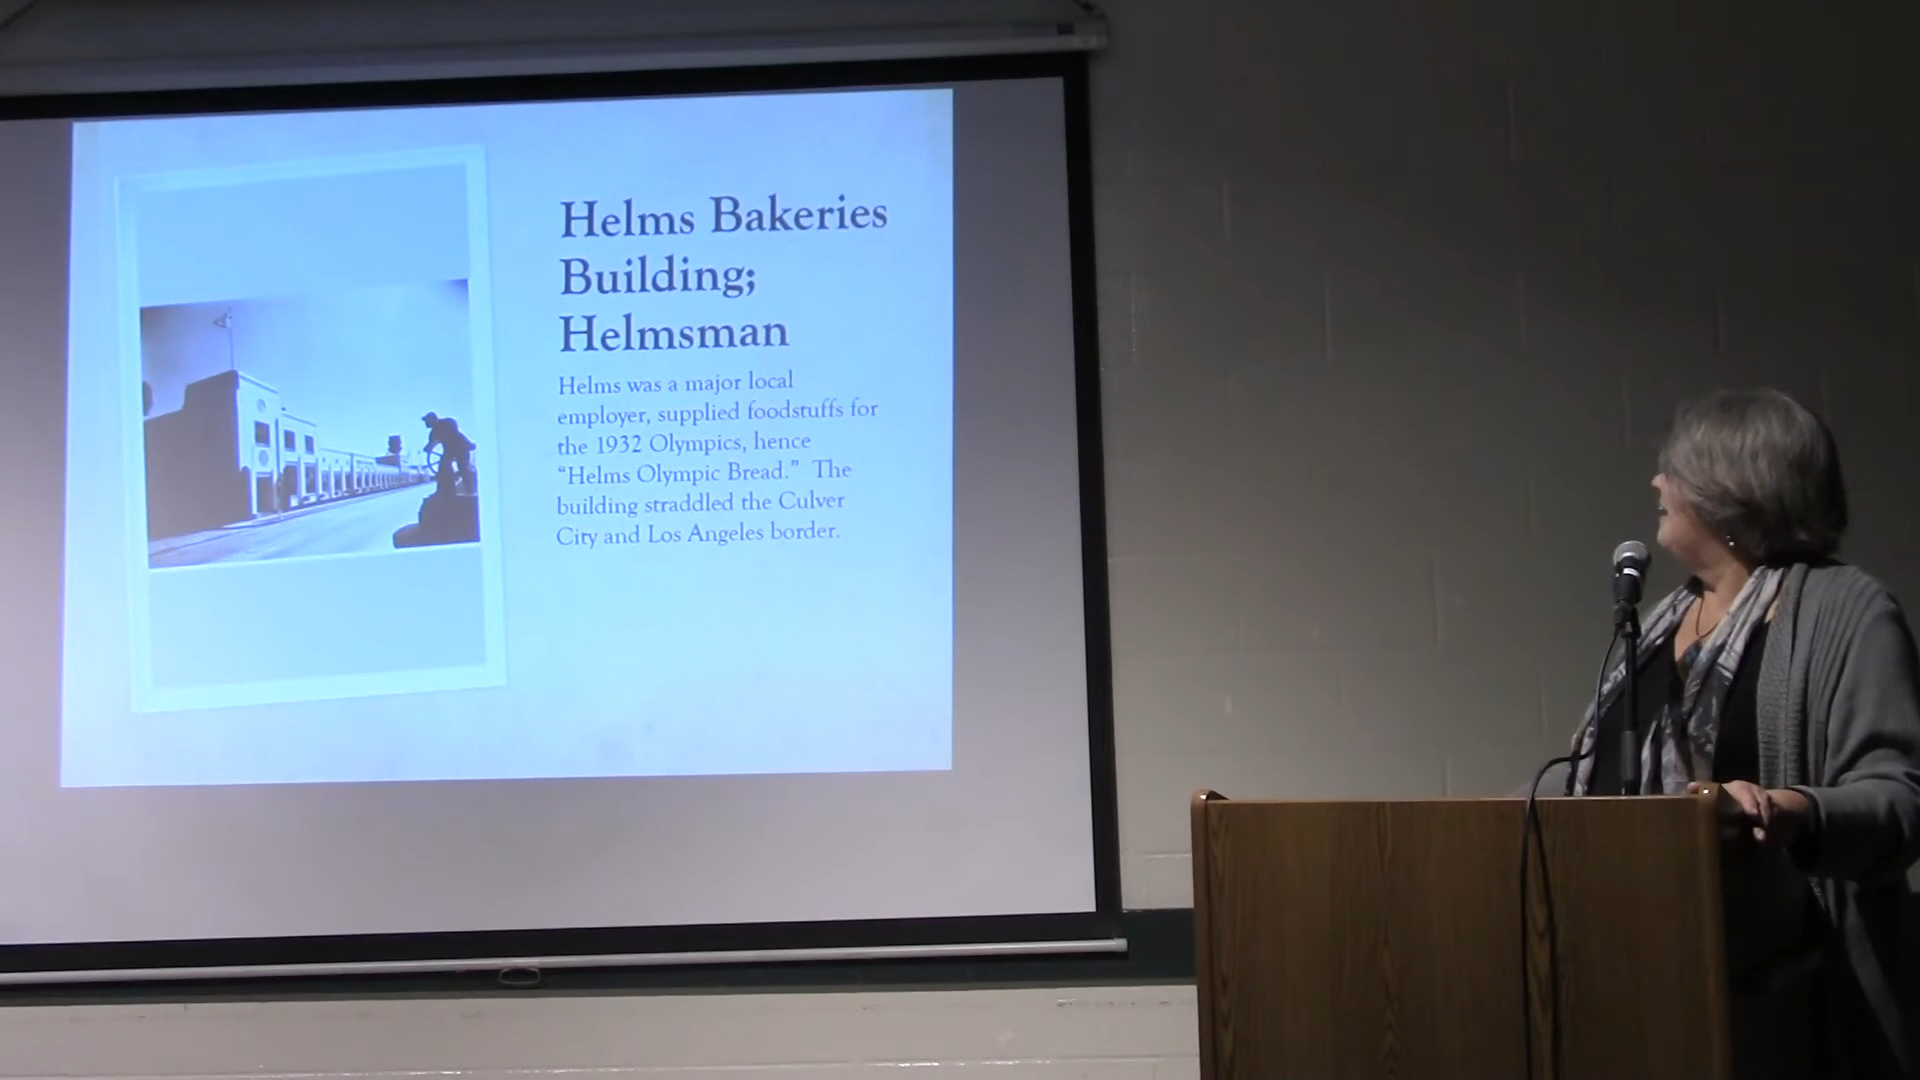 Helms Bakeries
Building;
Helmsman
Helms was a major local
employer, supplied foodstuffs for
the 1932 Olympics, hence
“Helms Olympic Bread.” The
building straddled the Culver
City and Los Angeles border.